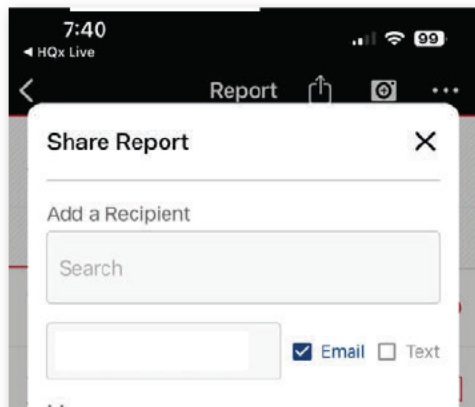 7:40
99
◀ HQx Live
Report
Share Report
Add a Recipient
Search
Email
Text